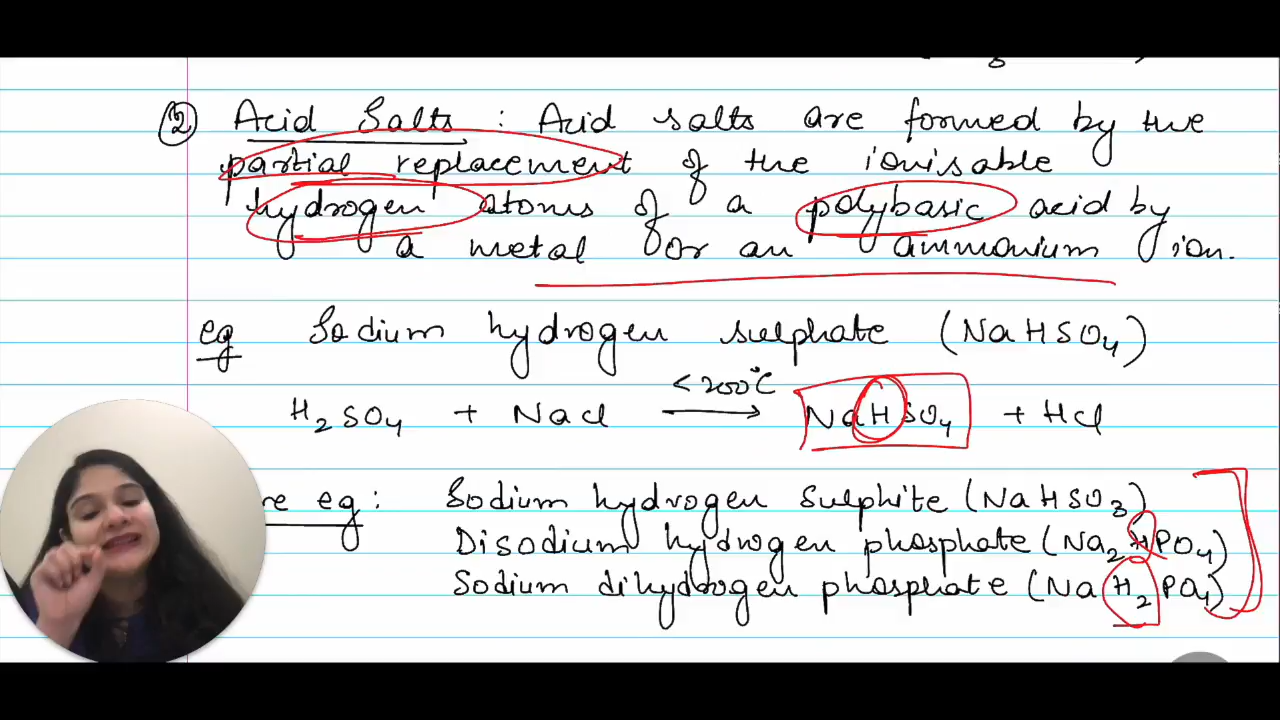 ② Acid Salts : Acid salts are formed by the
partial replacement of the ionisable
hydrogen atoms of a polybasic acid by
a metal or an ammonium ion.
eg Sodium hydrogen sulphate (NaHSO₄)
H₂SO₄ + NaCl <200°C → NaHSO₄ + HCl
re eg : Sodium hydrogen sulphite (NaHSO₃)
Disodium hydrogen phosphate (Na₂HPO₄)
Sodium dihydrogen phosphate (NaH₂PO₄)